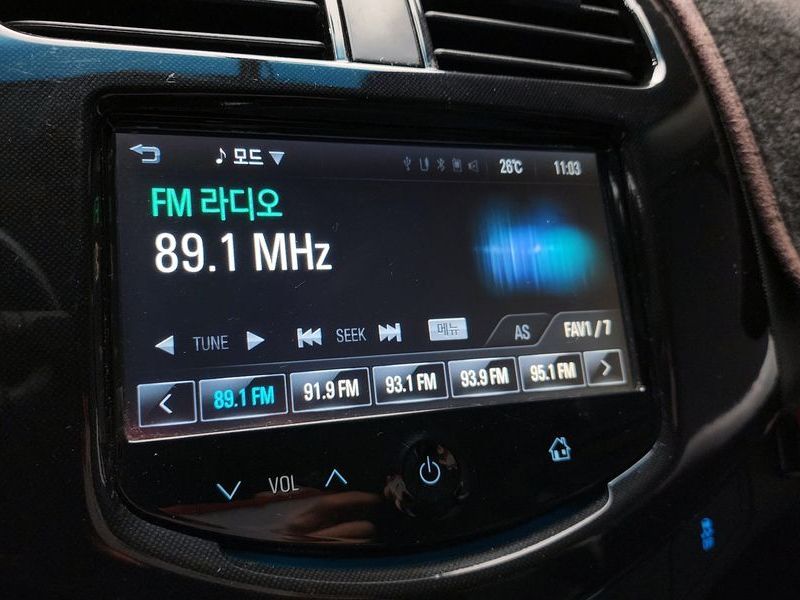 모드 26℃ 11:03
FM 라디오
89.1 MHz
TUNE SEEK 메뉴 AS FAV1 / 7
89.1 FM 91.9 FM 93.1 FM 93.9 FM 95.1 FM
VOL